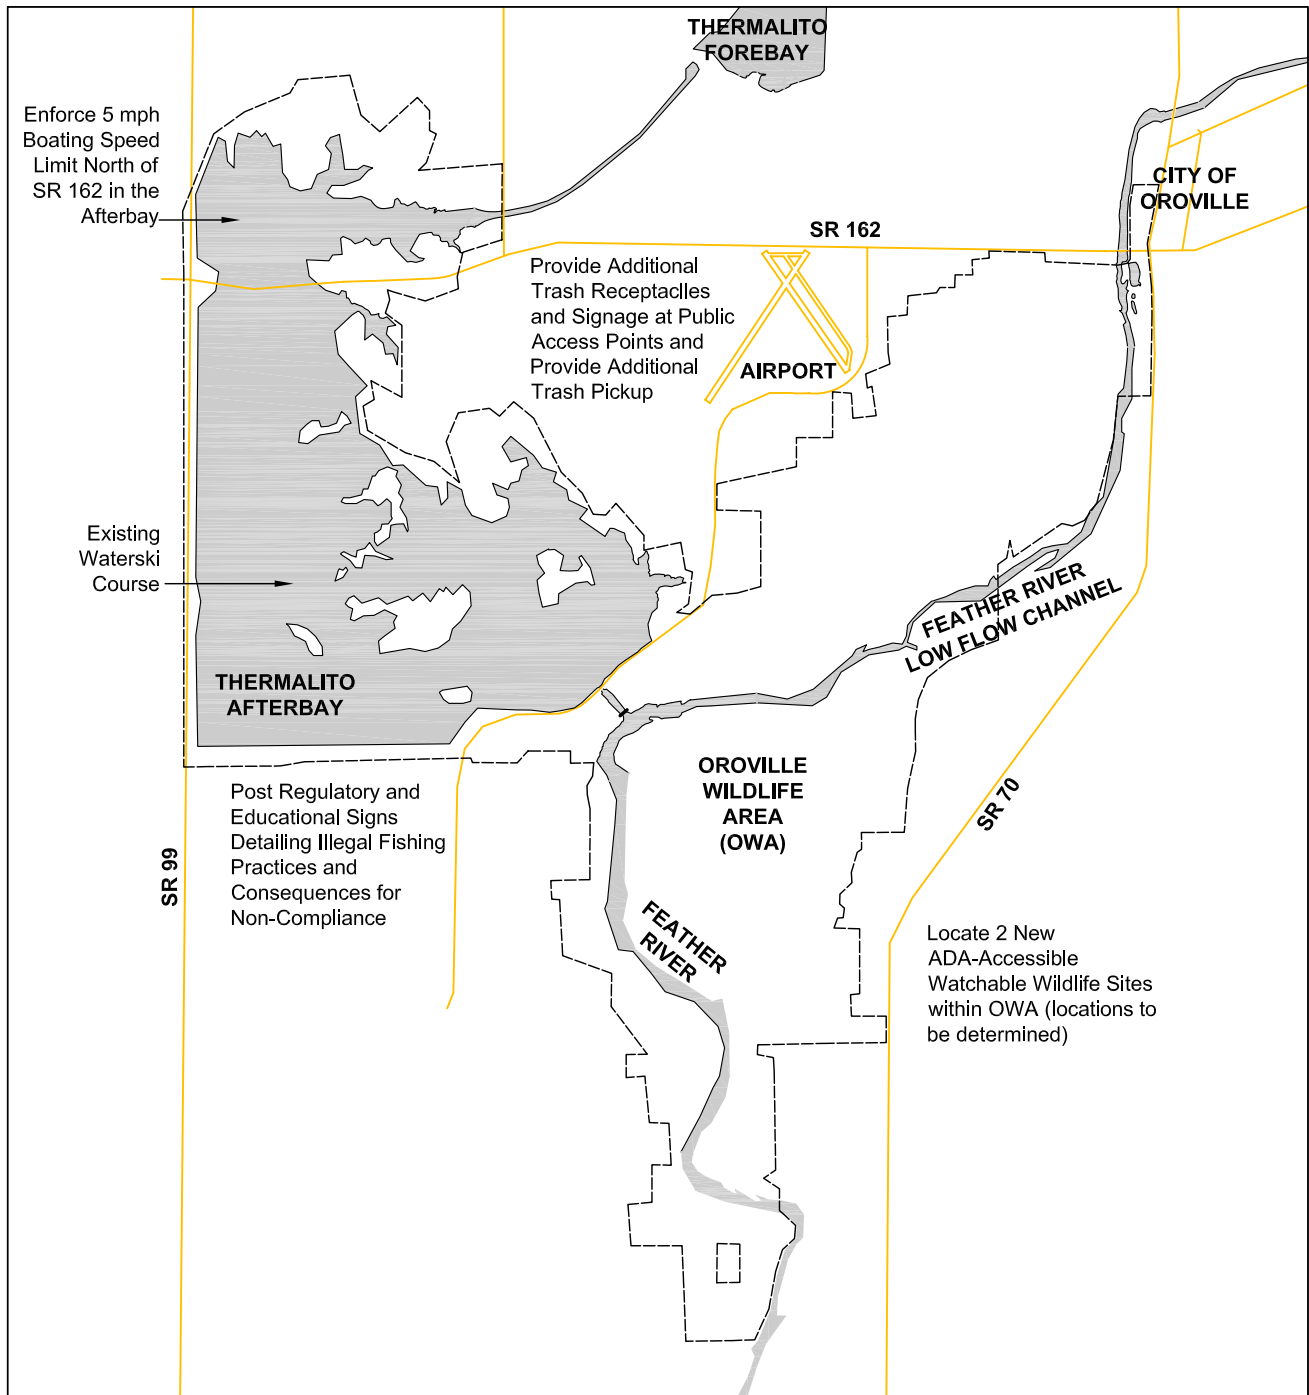 THERMALITO
FOREBAY
Enforce 5 mph
Boating Speed
Limit North of
SR 162 in the
Afterbay
CITY OF
OROVILLE
SR 162
Provide Additional
Trash Receptaclles
and Signage at Public
Access Points and
Provide Additional
Trash Pickup
AIRPORT
Existing
Waterski
Course
FEATHER RIVER
LOW FLOW CHANNEL
THERMALITO
AFTERBAY
OROVILLE
WILDLIFE
AREA
(OWA)
SR 70
Post Regulatory and
Educational Signs
Detailing Illegal Fishing
Practices and
Consequences for
Non-Compliance
SR 99
FEATHER
RIVER
Locate 2 New
ADA-Accessible
Watchable Wildlife Sites
within OWA (locations to
be determined)